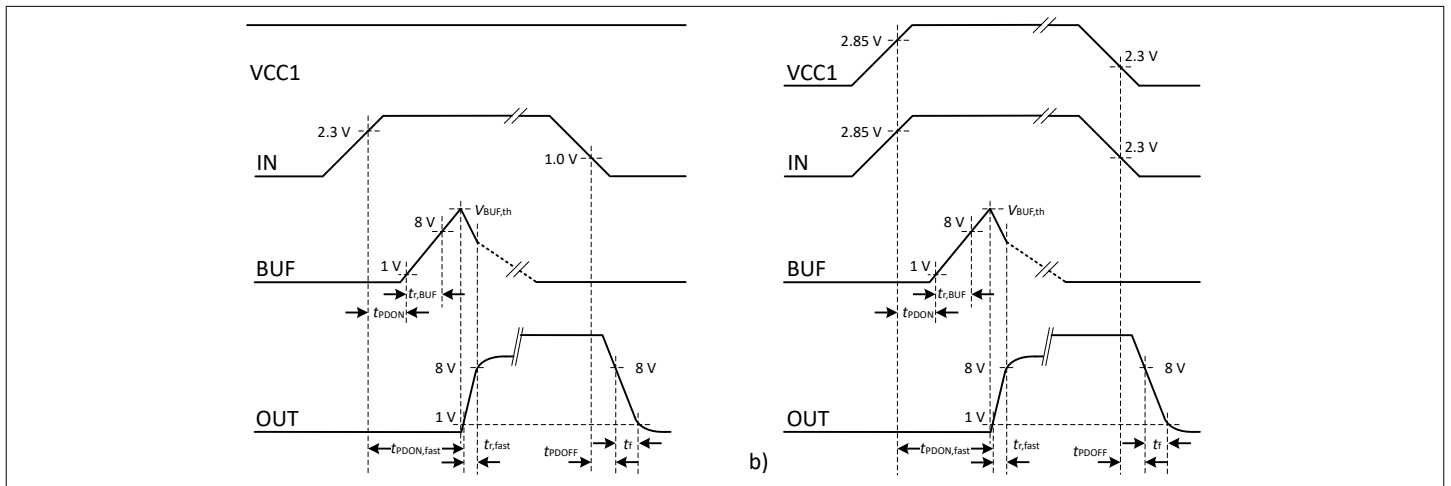 2.85 V
2.3 V
VCC1
VCC1
2.3 V
2.85 V
1.0 V
2.3 V
IN
IN
VBUF,th
VBUF,th
8 V
8 V
1 V
1 V
BUF
BUF
tr,BUF
tr,BUF
tPDON
tPDON
8 V
8 V
8 V
8 V
1 V
1 V
OUT
OUT
tPDON,fast
tr,fast
tPDOFF
tf
tPDON,fast
tr,fast
tPDOFF
tf
b)